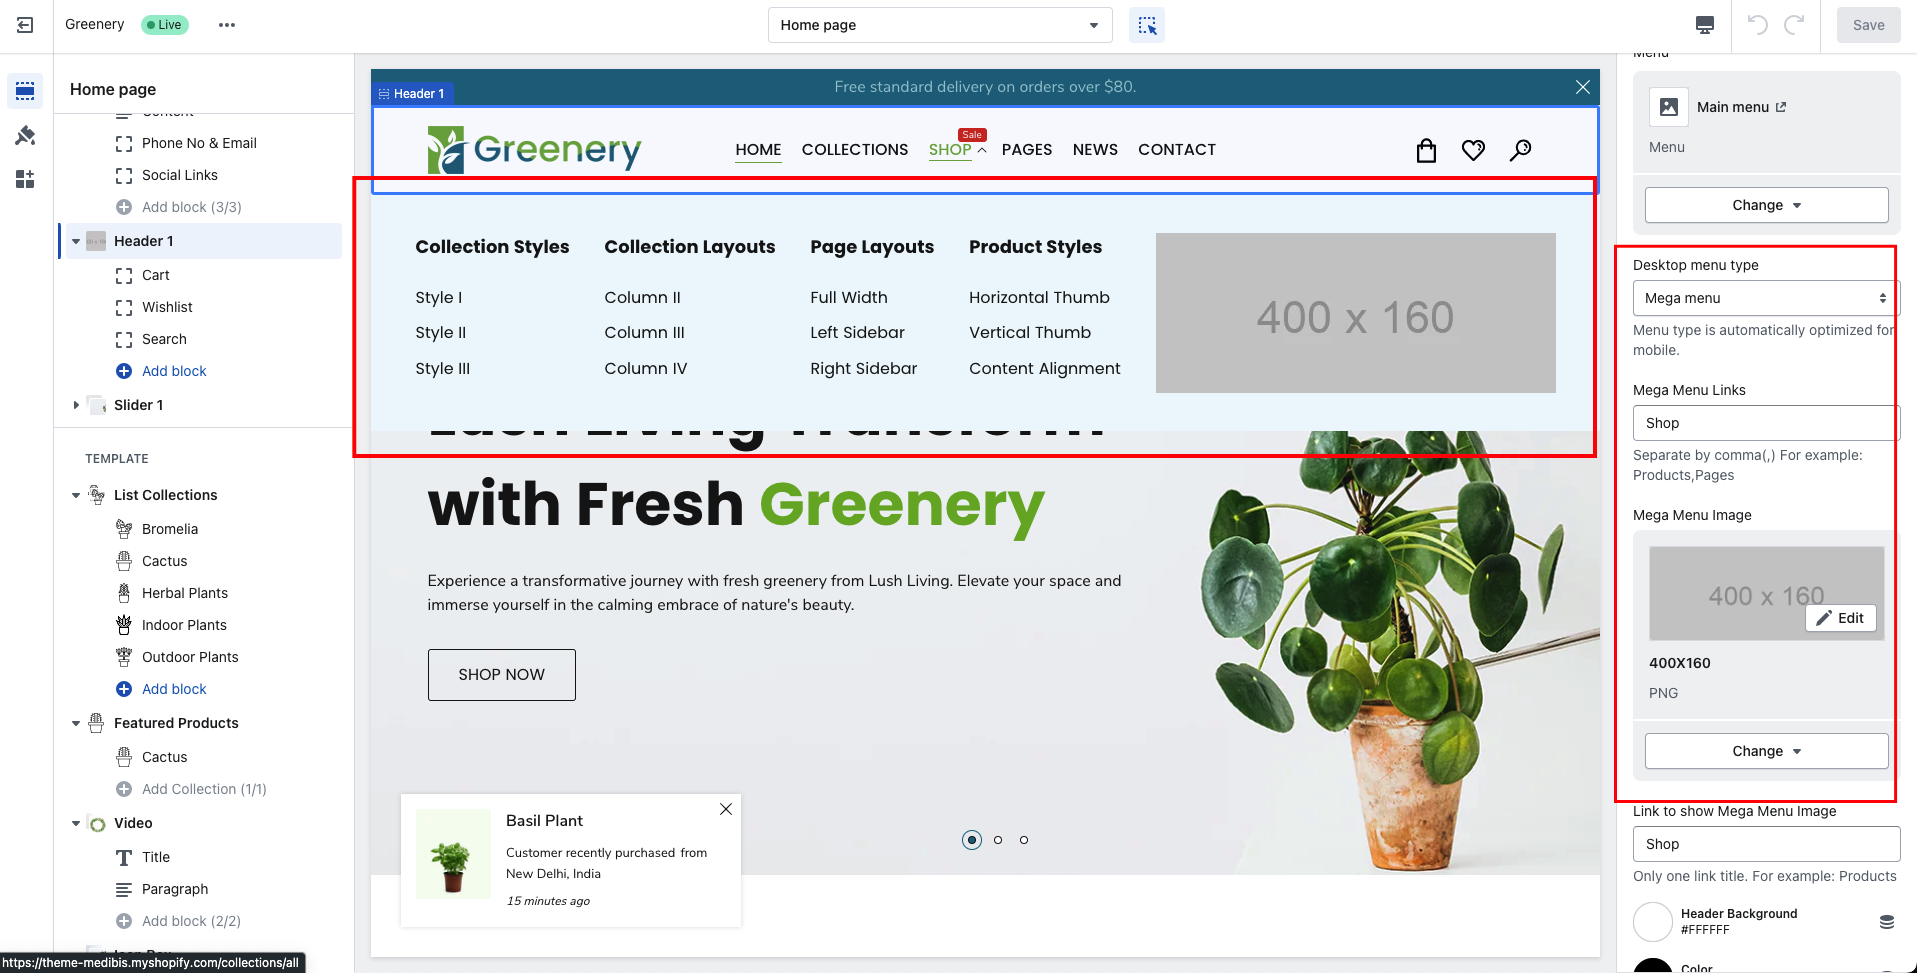 Greenery
Live
Home page
Save
Home page
Content
Phone No & Email
Social Links
Add block (3/3)
Header 1
Cart
Wishlist
Search
Add block
Slider 1
TEMPLATE
List Collections
Bromelia
Cactus
Herbal Plants
Indoor Plants
Outdoor Plants
Add block
Featured Products
Cactus
Add Collection (1/1)
Video
Title
Paragraph
Add block (2/2)
https://theme-medibis.myshopify.com/collections/all
Free standard delivery on orders over $80.
Header 1
Greenery
HOME
COLLECTIONS
SHOP
Sale
PAGES
NEWS
CONTACT
Collection Styles
Style I
Style II
Style III
Collection Layouts
Column II
Column III
Column IV
Page Layouts
Full Width
Left Sidebar
Right Sidebar
Product Styles
Horizontal Thumb
Vertical Thumb
Content Alignment
400 x 160
Lush Living Transform
with Fresh Greenery
Experience a transformative journey with fresh greenery from Lush Living. Elevate your space and
immerse yourself in the calming embrace of nature's beauty.
SHOP NOW
Basil Plant
Customer recently purchased from
New Delhi, India
15 minutes ago
Menu
Main menu
Menu
Change
Desktop menu type
Mega menu
Menu type is automatically optimized for
mobile.
Mega Menu Links
Shop
Separate by comma(,) For example:
Products,Pages
Mega Menu Image
400 x 160
Edit
400X160
PNG
Change
Link to show Mega Menu Image
Shop
Only one link title. For example: Products
Header Background
#FFFFFF
Color